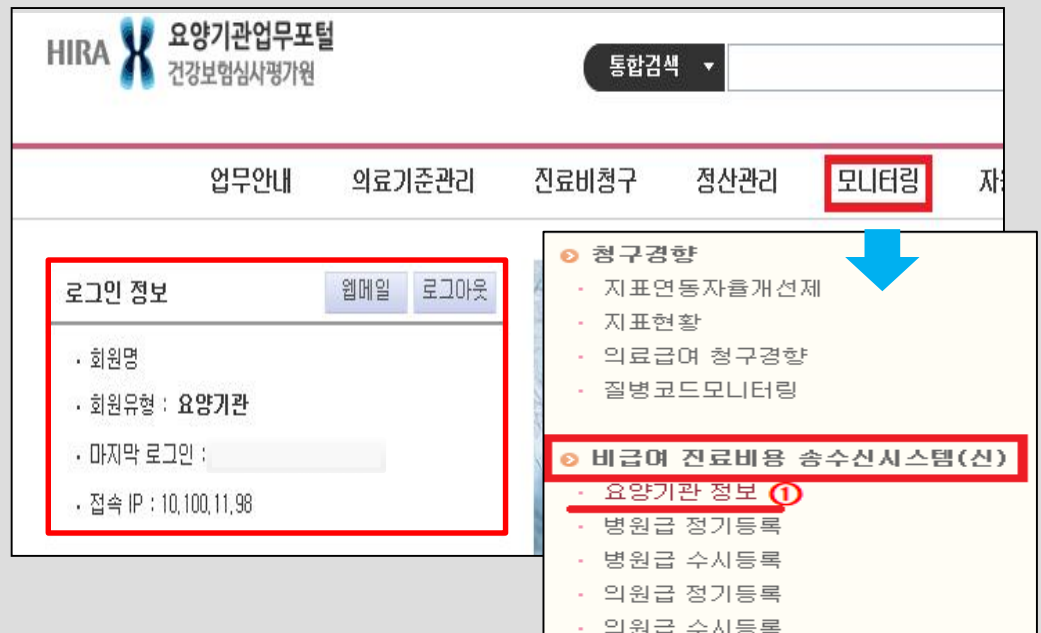 HIRA 요양기관업무포털
건강보험심사평가원
통합검색 ▼
업무안내 의료기준관리 진료비청구 정산관리 모니터링
로그인 정보 웹메일 로그아웃
· 회원명
· 회원유형 : 요양기관
· 마지막 로그인 :
· 접속 IP : 10,100,11,98
청구경향
· 지표연동자율개선제
· 지표현황
· 의료급여 청구경향
· 질병코드모니터링
비급여 진료비용 송수신시스템(신)
· 요양기관 정보 ①
· 병원급 정기등록
· 병원급 수시등록
· 의원급 정기등록
· 의원급 수시등록